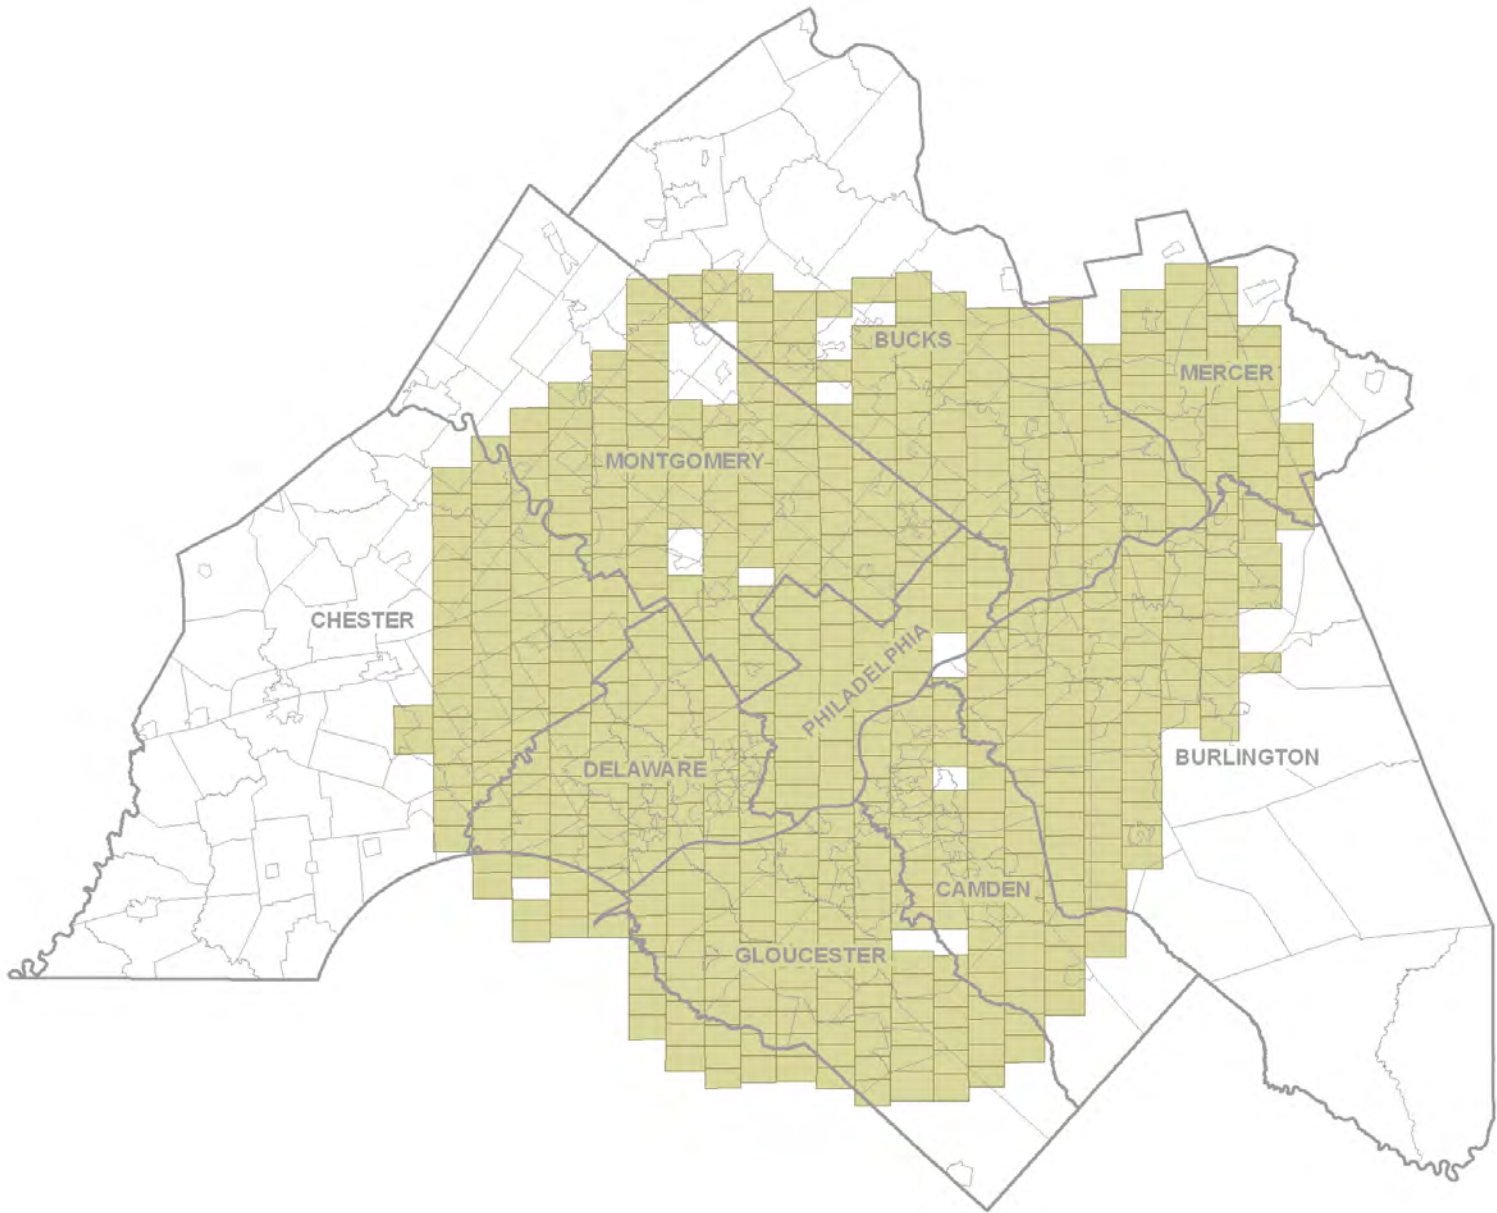 BUCKS
MERCER
MONTGOMERY
CHESTER
PHILADELPHIA
BURLINGTON
DELAWARE
CAMDEN
GLOUCESTER